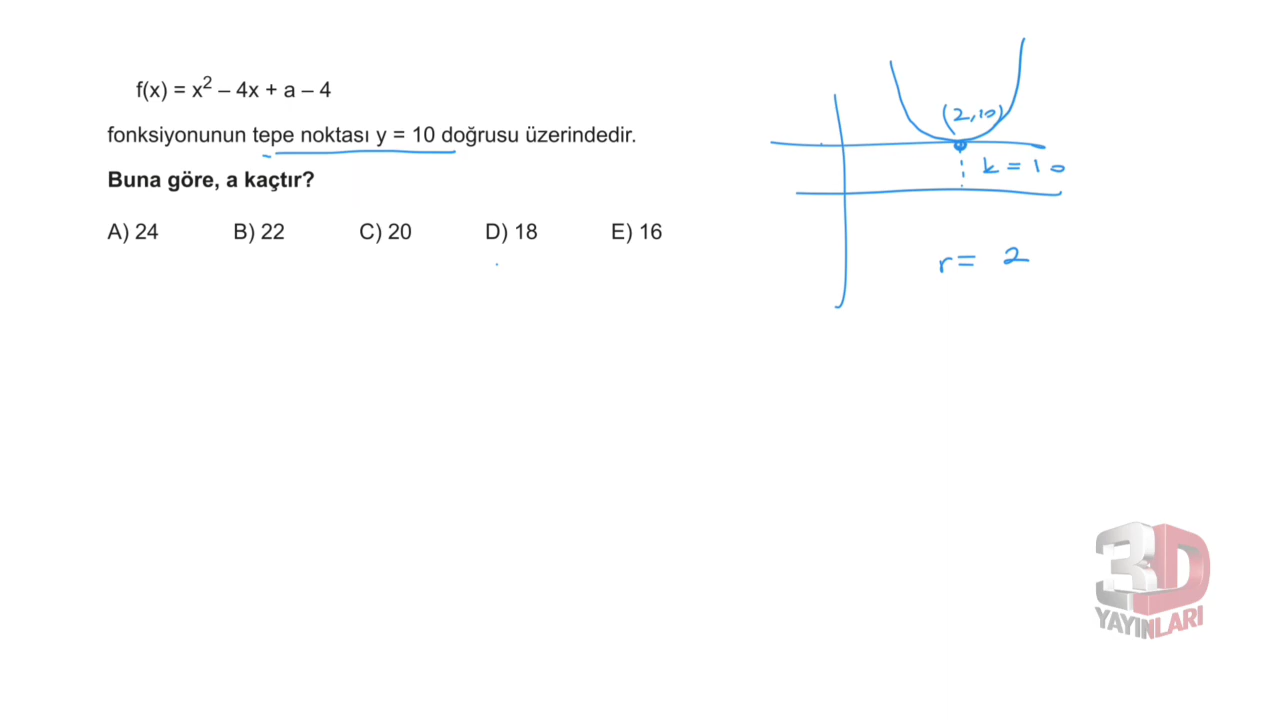 f(x) = x² – 4x + a – 4
fonksiyonunun tepe noktası y = 10 doğrusu üzerindedir.
Buna göre, a kaçtır?
A) 24 B) 22 C) 20 D) 18 E) 16
(2,10)
k = 10
r = 2
3D
YAYINLARI